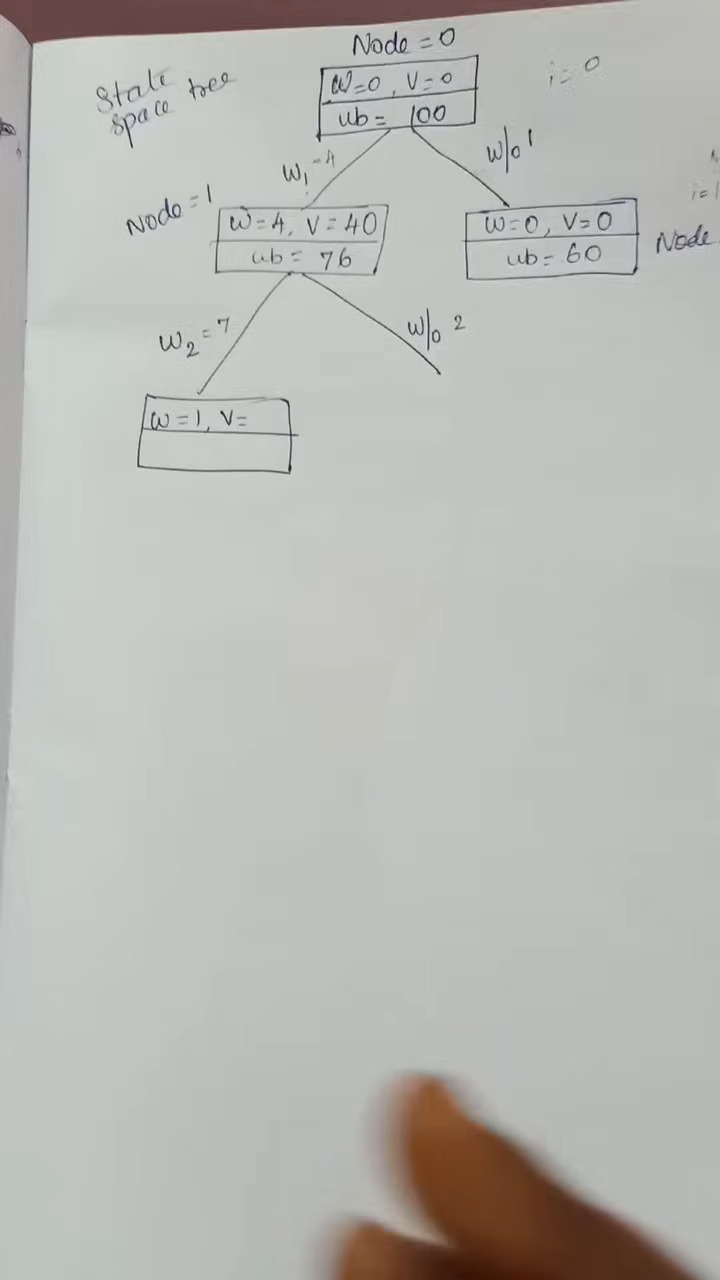 Node = 0
State
space tree
w=0, V=0
i = 0
ub = 100
w₁=4
w/o 1
i=1
Node = 1
w=4, V=40
w=0, V=0
Node
ub = 76
ub = 60
w₂=7
w/o 2
w=1, V=